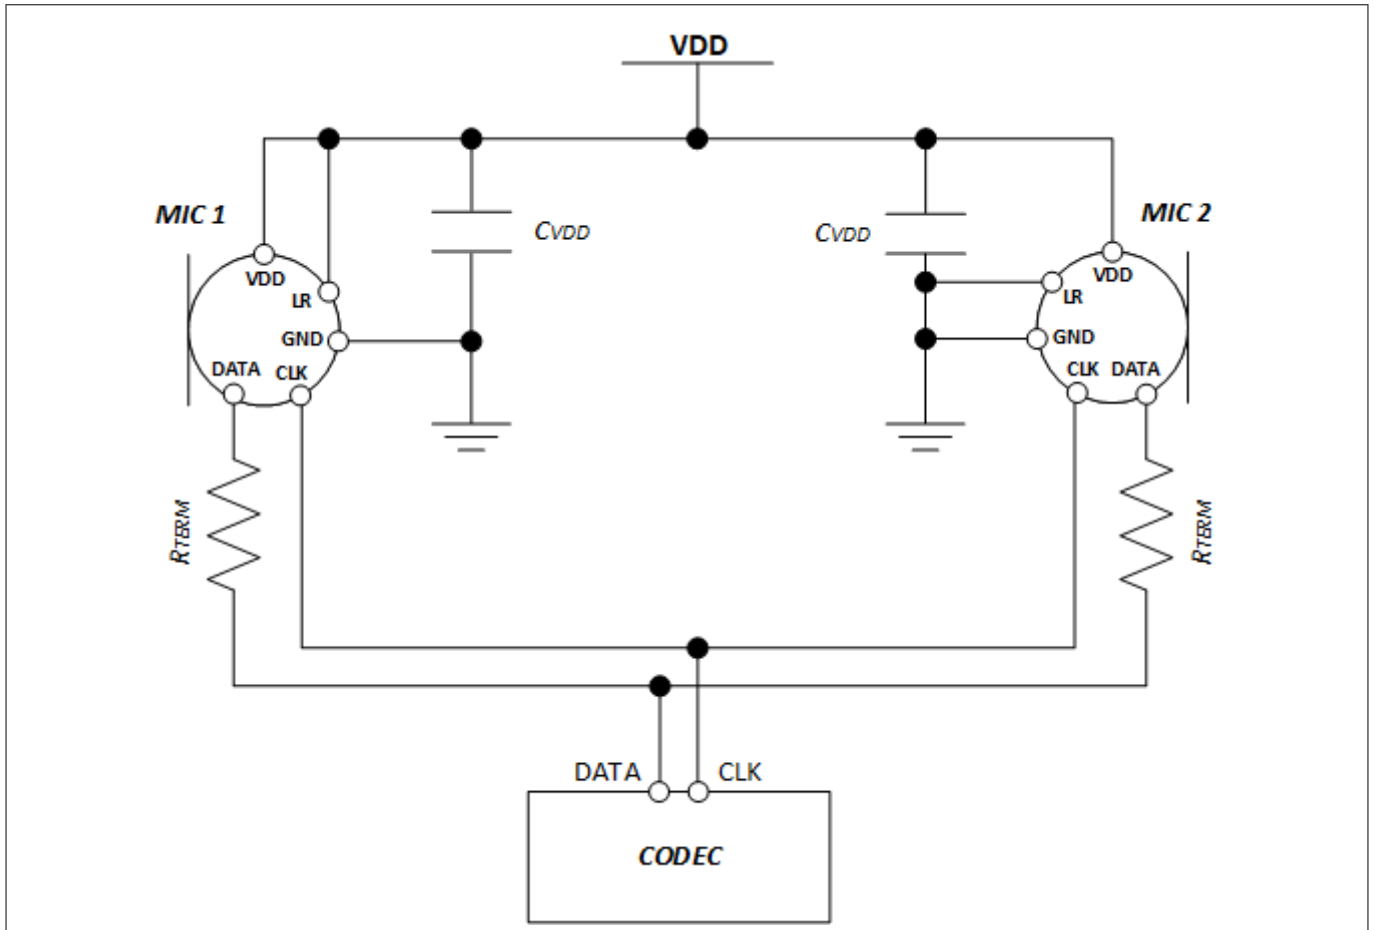 VDD
MIC 1
MIC 2
CVDD
CVDD
VDD
VDD
LR
LR
GND
GND
DATA
CLK
CLK
DATA
RTERM
RTERM
DATA
CLK
CODEC